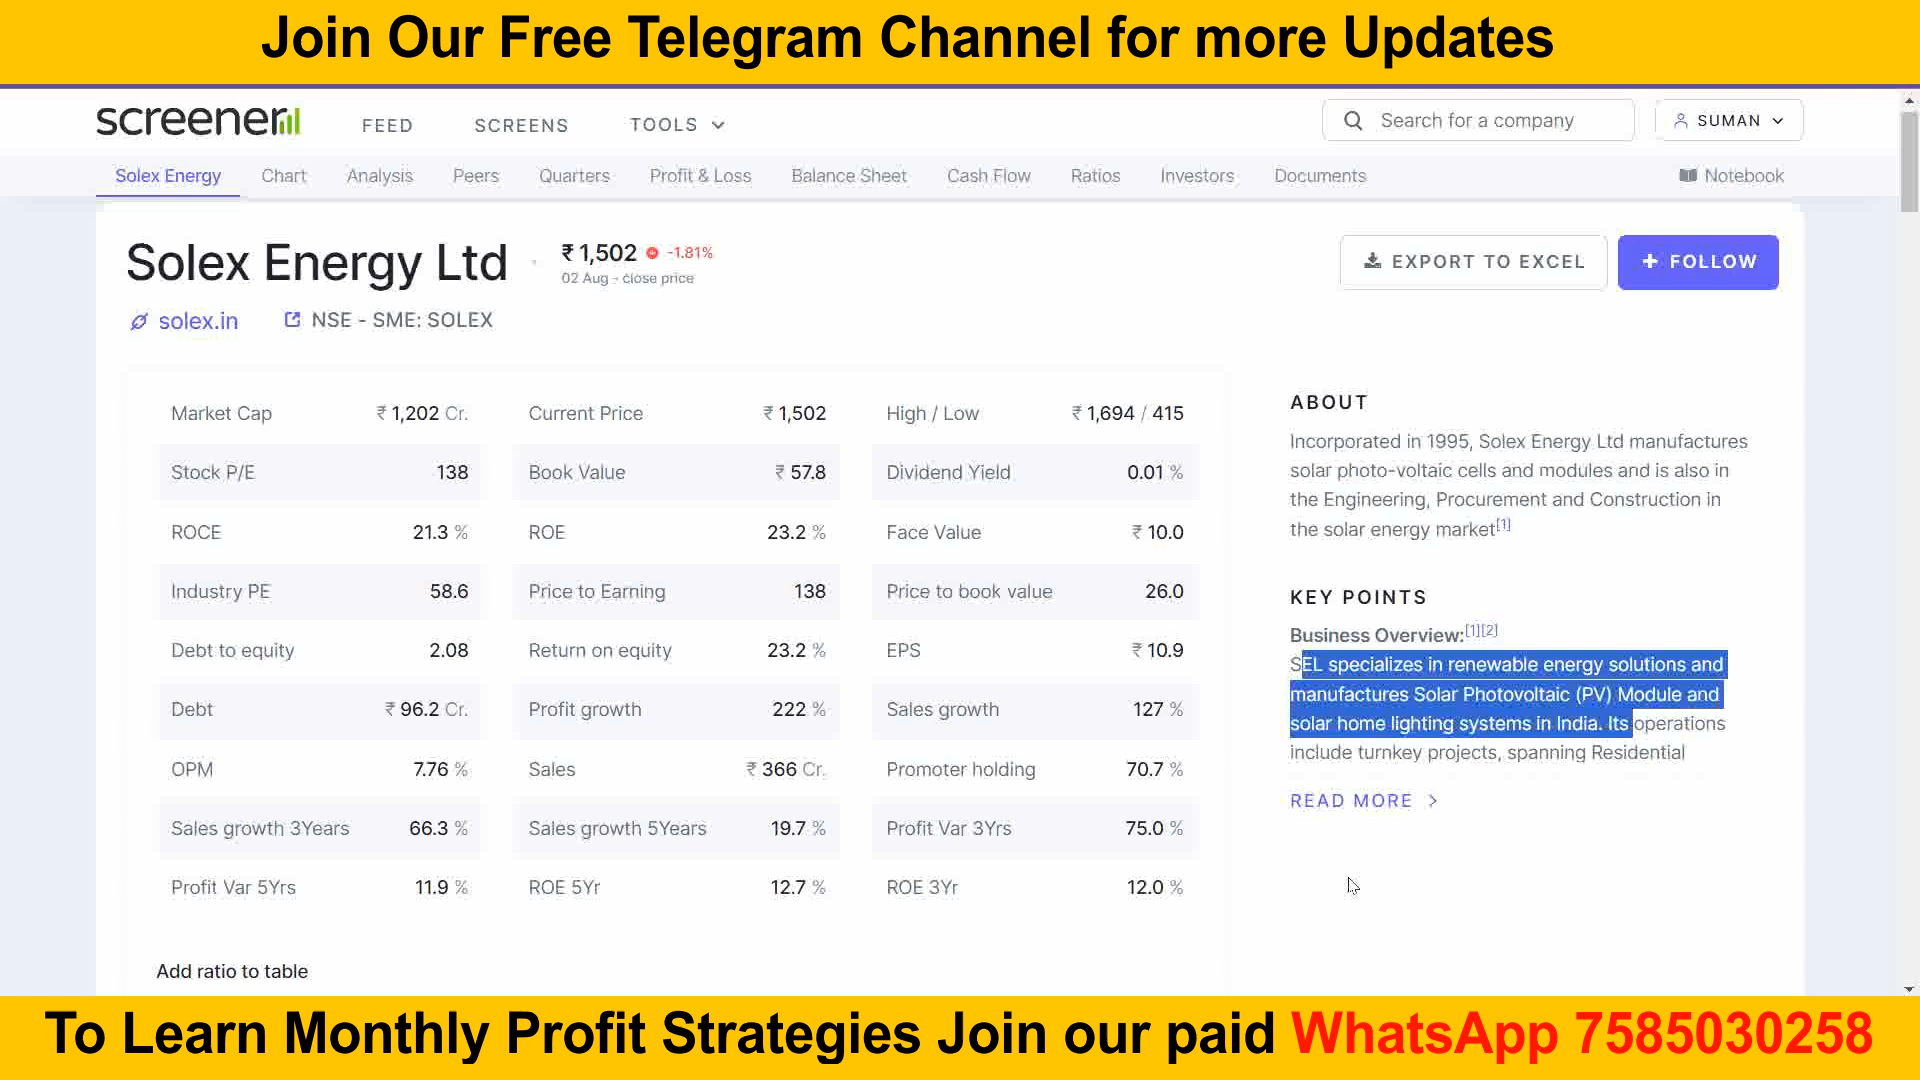 Join Our Free Telegram Channel for more Updates
screener
FEED
SCREENS
TOOLS
Search for a company
SUMAN
Solex Energy
Chart
Analysis
Peers
Quarters
Profit & Loss
Balance Sheet
Cash Flow
Ratios
Investors
Documents
Notebook
Solex Energy Ltd
₹ 1,502 -1.81%
02 Aug - close price
EXPORT TO EXCEL
FOLLOW
solex.in
NSE - SME: SOLEX
Market Cap ₹ 1,202 Cr.
Current Price ₹ 1,502
High / Low ₹ 1,694 / 415
Stock P/E 138
Book Value ₹ 57.8
Dividend Yield 0.01 %
ROCE 21.3 %
ROE 23.2 %
Face Value ₹ 10.0
Industry PE 58.6
Price to Earning 138
Price to book value 26.0
Debt to equity 2.08
Return on equity 23.2 %
EPS ₹ 10.9
Debt ₹ 96.2 Cr.
Profit growth 222 %
Sales growth 127 %
OPM 7.76 %
Sales ₹ 366 Cr.
Promoter holding 70.7 %
Sales growth 3Years 66.3 %
Sales growth 5Years 19.7 %
Profit Var 3Yrs 75.0 %
Profit Var 5Yrs 11.9 %
ROE 5Yr 12.7 %
ROE 3Yr 12.0 %
Add ratio to table
ABOUT
Incorporated in 1995, Solex Energy Ltd manufactures
solar photo-voltaic cells and modules and is also in
the Engineering, Procurement and Construction in
the solar energy market[1]
KEY POINTS
Business Overview:[1][2]
SEL specializes in renewable energy solutions and
manufactures Solar Photovoltaic (PV) Module and
solar home lighting systems in India. Its operations
include turnkey projects, spanning Residential
READ MORE
To Learn Monthly Profit Strategies Join our paid WhatsApp 7585030258